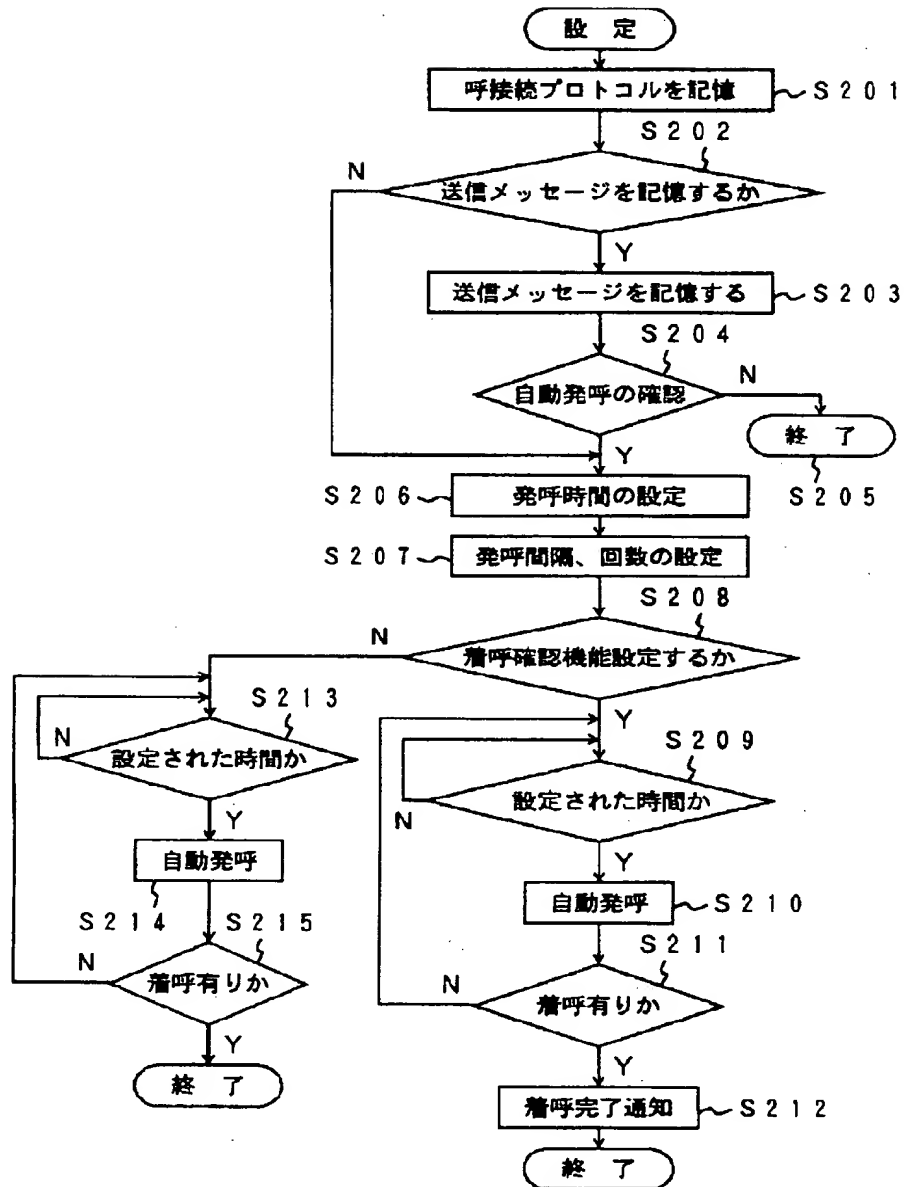 設 定
呼接続プロトコルを記憶
S201
S202
送信メッセージを記憶するか
N
Y
送信メッセージを記憶する
S203
S204
自動発呼の確認
N
Y
終 了
S205
S206
発呼時間の設定
S207
発呼間隔、回数の設定
S208
着呼確認機能設定するか
N
Y
S213
設定された時間か
N
Y
S209
設定された時間か
N
Y
自動発呼
S214
自動発呼
S210
S215
着呼有りか
N
Y
S211
着呼有りか
N
Y
終 了
着呼完了通知
S212
終 了